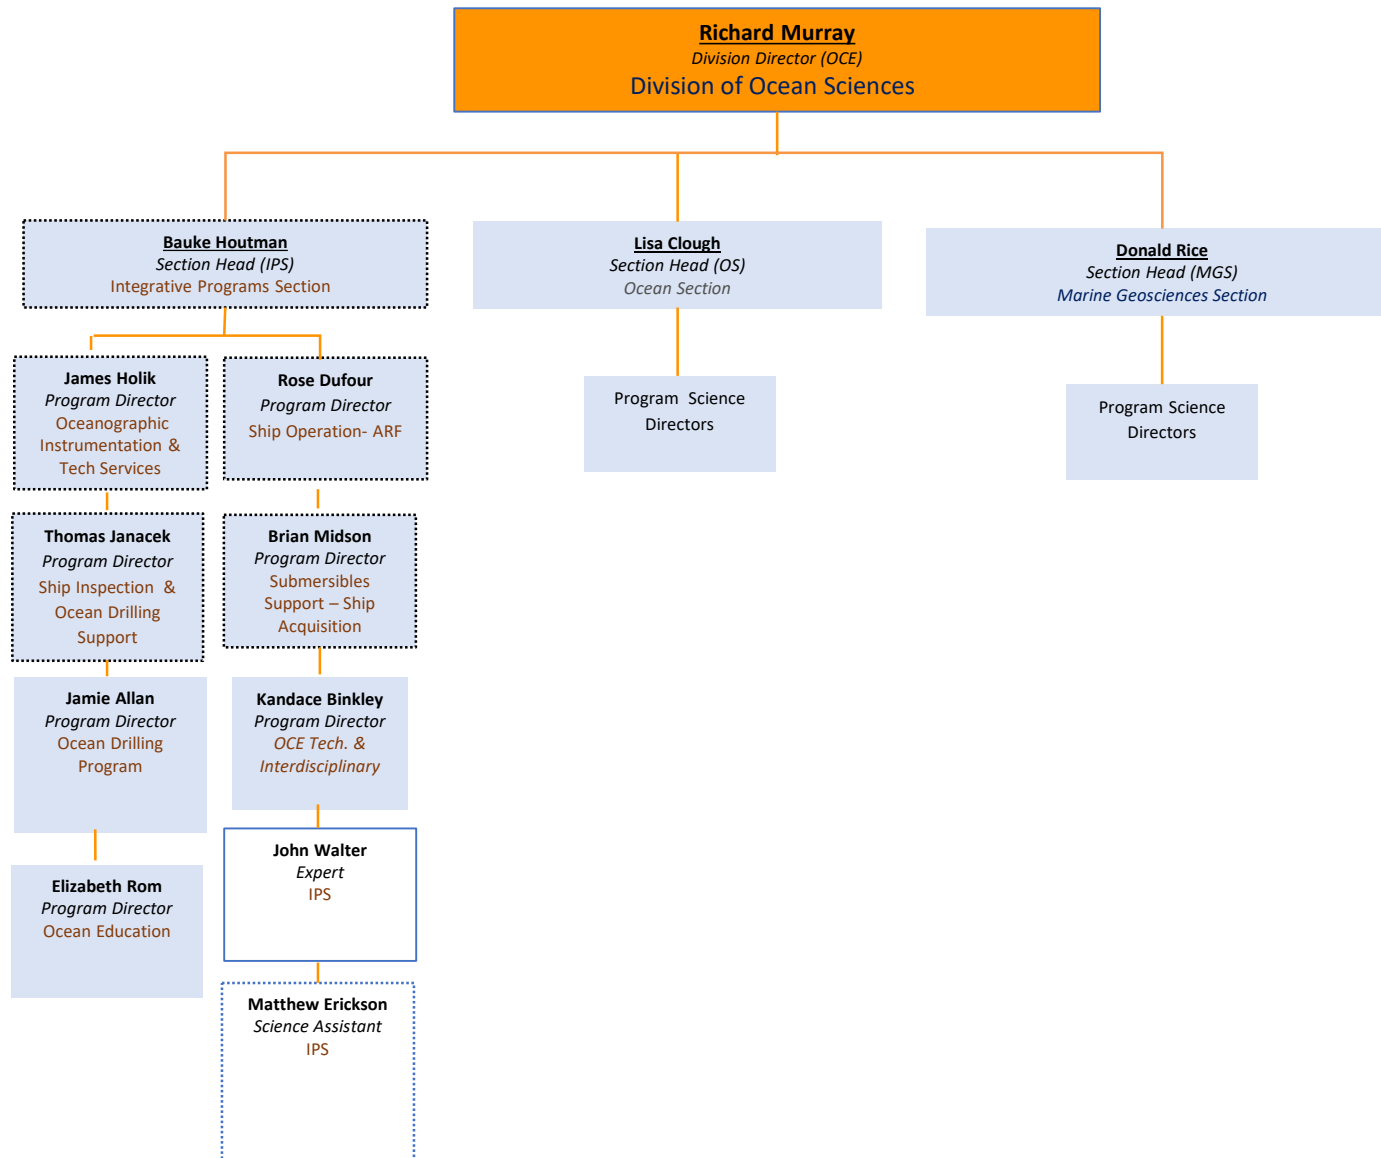 Richard Murray
Division Director (OCE)
Division of Ocean Sciences
Bauke Houtman
Section Head (IPS)
Integrative Programs Section
Lisa Clough
Section Head (OS)
Ocean Section
Donald Rice
Section Head (MGS)
Marine Geosciences Section
James Holik
Program Director
Oceanographic
Instrumentation &
Tech Services
Rose Dufour
Program Director
Ship Operation- ARF
Program Science
Directors
Program Science
Directors
Thomas Janacek
Program Director
Ship Inspection &
Ocean Drilling
Support
Brian Midson
Program Director
Submersibles
Support – Ship
Acquisition
Jamie Allan
Program Director
Ocean Drilling
Program
Kandace Binkley
Program Director
OCE Tech. &
Interdisciplinary
Elizabeth Rom
Program Director
Ocean Education
John Walter
Expert
IPS
Matthew Erickson
Science Assistant
IPS